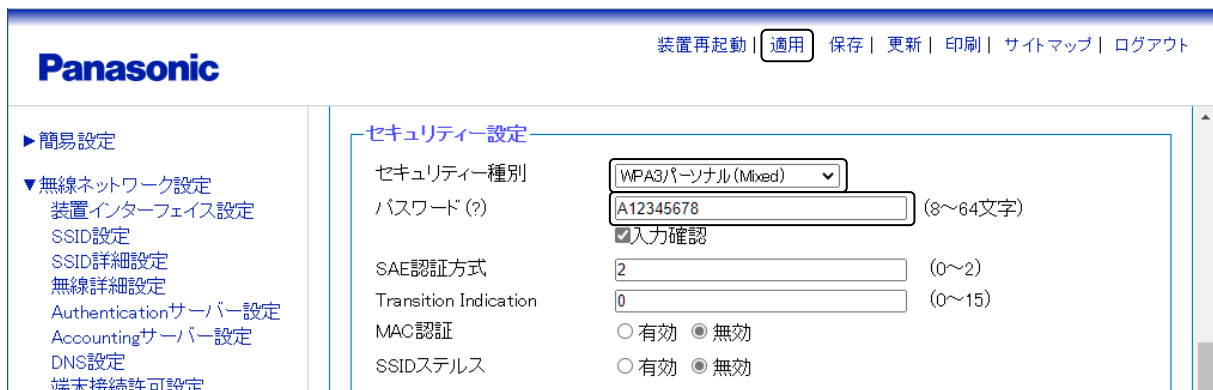 装置再起動| 適用 保存| 更新| 印刷| サイトマップ| ログアウト
Panasonic
▶簡易設定
▼無線ネットワーク設定
装置インターフェイス設定
SSID設定
SSID詳細設定
無線詳細設定
Authenticationサーバー設定
Accountingサーバー設定
DNS設定
端末接続許可設定
セキュリティー設定
セキュリティー種別 WPA3パーソナル(Mixed)
パスワード(?) A12345678 (8～64文字)
入力確認
SAE認証方式 2 (0～2)
Transition Indication 0 (0～15)
MAC認証 有効 無効
SSIDステルス 有効 無効